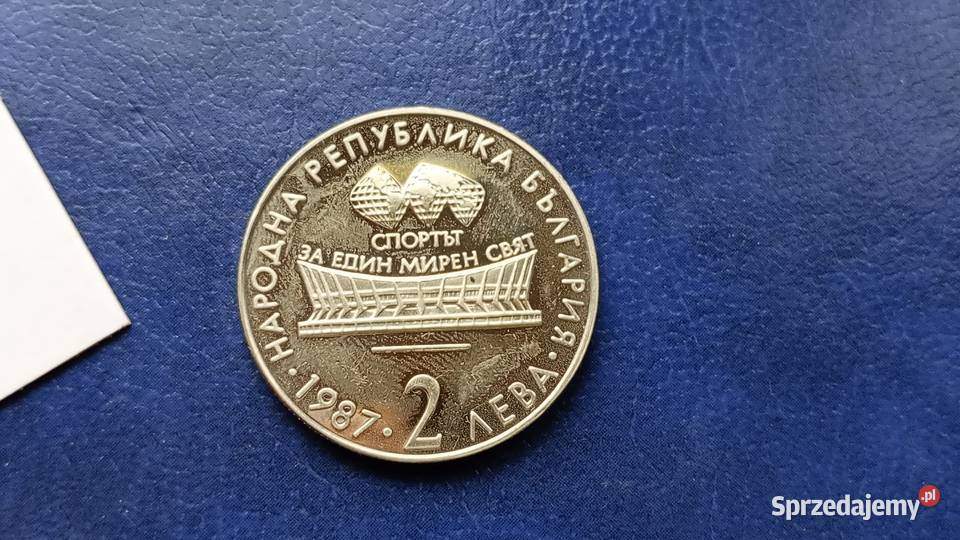 НАРОДНА РЕПУБЛИКА БЪЛГАРИЯ
СПОРТЪТ
ЗА ЕДИН МИРЕН СВЯТ
· 1987 · 2 ЛЕВА ·
Sprzedajemy.pl